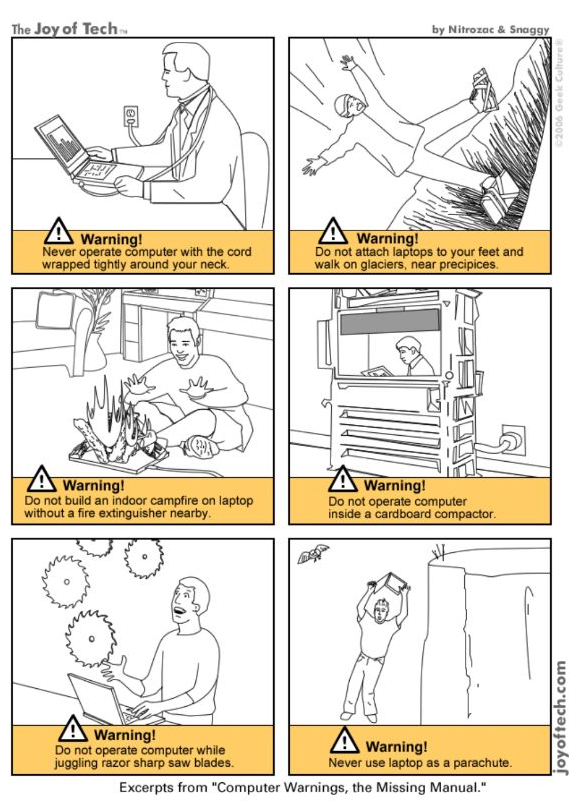 The Joy of Tech™
by Nitrozac & Snaggy
©2006 Geek Culture®
Warning!
Never operate computer with the cord
wrapped tightly around your neck.
Warning!
Do not attach laptops to your feet and
walk on glaciers, near precipices.
Warning!
Do not build an indoor campfire on laptop
without a fire extinguisher nearby.
Warning!
Do not operate computer
inside a cardboard compactor.
Warning!
Do not operate computer while
juggling razor sharp saw blades.
Warning!
Never use laptop as a parachute.
joyoftech.com
Excerpts from "Computer Warnings, the Missing Manual."